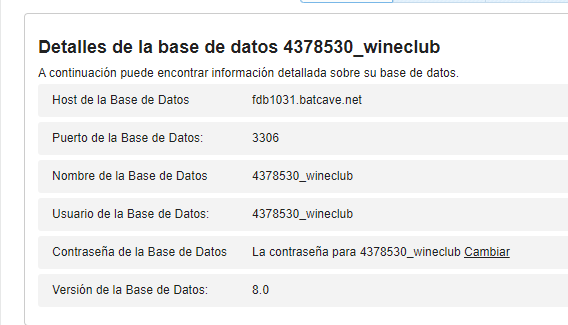 Detalles de la base de datos 4378530_wineclub
A continuación puede encontrar información detallada sobre su base de datos.
Host de la Base de Datos fdb1031.batcave.net
Puerto de la Base de Datos: 3306
Nombre de la Base de Datos 4378530_wineclub
Usuario de la Base de Datos: 4378530_wineclub
Contraseña de la Base de Datos La contraseña para 4378530_wineclub Cambiar
Versión de la Base de Datos: 8.0